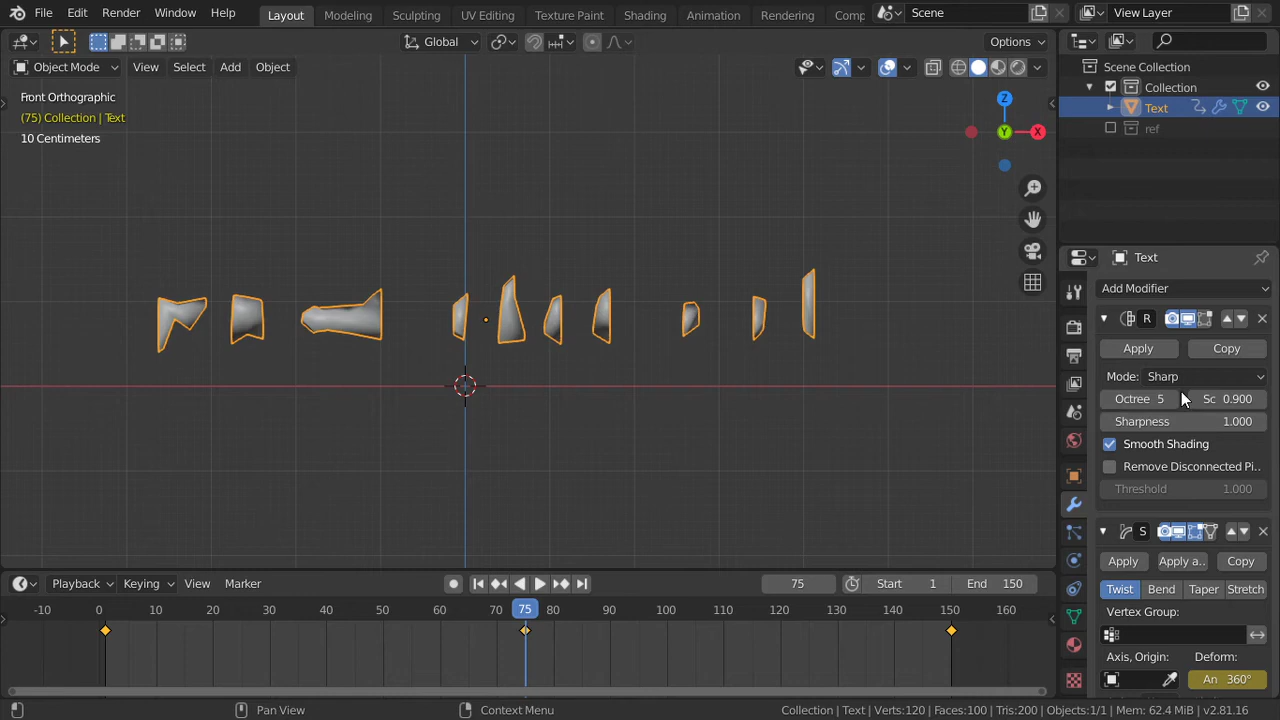 File Edit Render Window Help Layout Modeling Sculpting UV Editing Texture Paint Shading Animation Rendering Comp Scene View Layer
Global Options
Object Mode View Select Add Object
Scene Collection
Collection
Text
ref
Front Orthographic
(75) Collection | Text
10 Centimeters
Z
Y
X
Text
Add Modifier
R
Apply Copy
Mode: Sharp
Octree 5 Sc 0.900
Sharpness 1.000
Smooth Shading
Remove Disconnected Pi..
Threshold 1.000
S
Apply Apply a.. Copy
Twist Bend Taper Stretch
Vertex Group:
Axis, Origin: Deform:
An 360°
Playback Keying View Marker 75 Start 1 End 150
-10 0 10 20 30 40 50 60 70 75 80 90 100 110 120 130 140 150 160
Pan View Context Menu Collection | Text | Verts:120 | Faces:100 | Tris:200 | Objects:1/1 | Mem: 62.4 MiB | v2.81.16